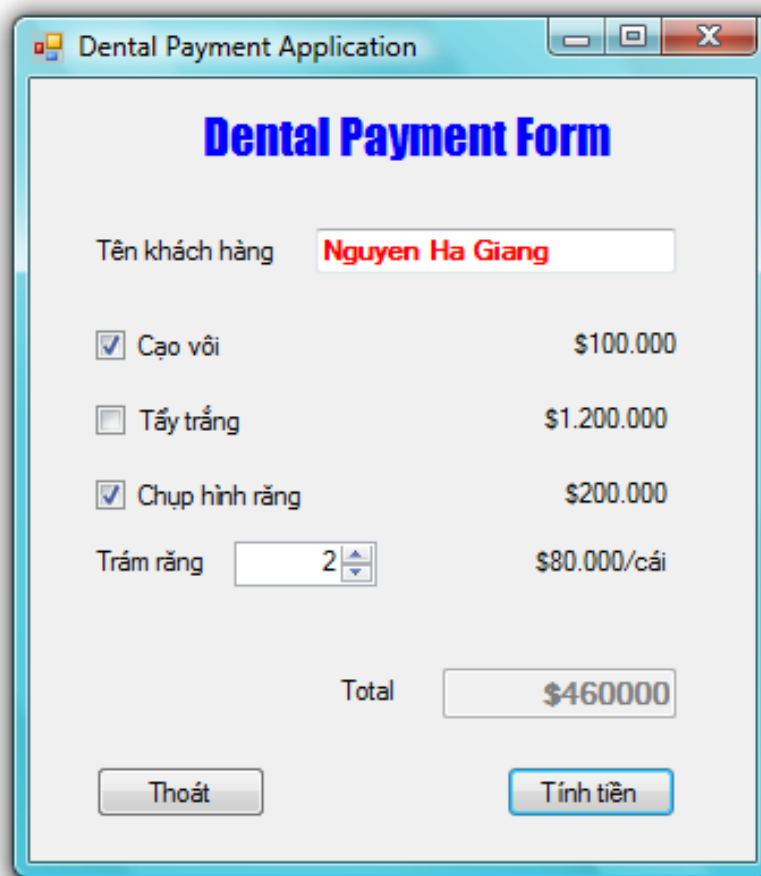 Dental Payment Application
Dental Payment Form
Tên khách hàng Nguyen Ha Giang
Cạo vôi $100.000
Tẩy trắng $1.200.000
Chụp hình răng $200.000
Trám răng 2 $80.000/cái
Total $460000
Thoát Tính tiền